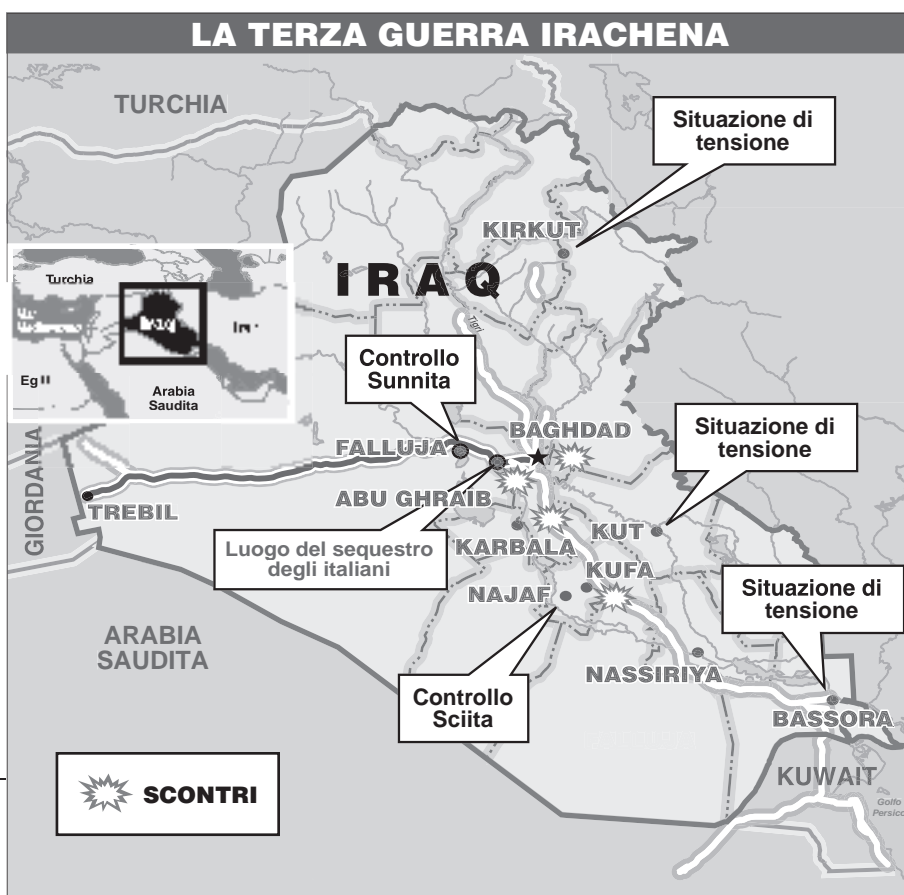 LA TERZA GUERRA IRACHENA
TURCHIA
Situazione di
tensione
KIRKUT
IRAQ
Tigri
Turchia
IRAQ
Arabia
Saudita
Controllo
Sunnita
BAGHDAD
Situazione di
tensione
FALLUJA
GIORDANIA
TREBIL
ABU GHRAIB
Luogo del sequestro
degli italiani
KARBALA
KUT
KUFA
NAJAF
Situazione di
tensione
ARABIA
SAUDITA
NASSIRIYA
Controllo
Sciita
BASSORA
SCONTRI
KUWAIT
Golfo
Persico